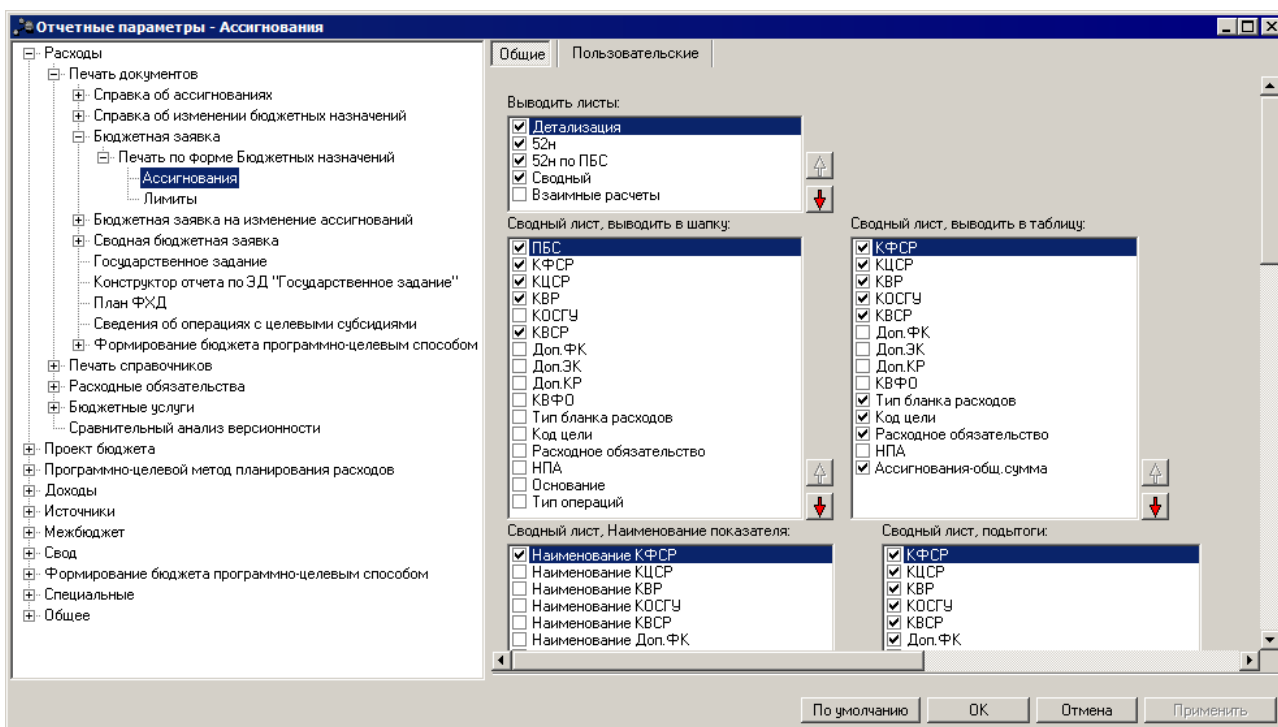 Отчетные параметры - Ассигнования
Расходы
Печать документов
Справка об ассигнованиях
Справка об изменении бюджетных назначений
Бюджетная заявка
Печать по форме Бюджетных назначений
Ассигнования
Лимиты
Бюджетная заявка на изменение ассигнований
Сводная бюджетная заявка
Государственное задание
Конструктор отчета по ЭД "Государственное задание"
План ФХД
Сведения об операциях с целевыми субсидиями
Формирование бюджета программно-целевым способом
Печать справочников
Расходные обязательства
Бюджетные услуги
Сравнительный анализ версионности
Проект бюджета
Программно-целевой метод планирования расходов
Доходы
Источники
Межбюджет
Свод
Формирование бюджета программно-целевым способом
Специальные
Общее
Общие Пользовательские
Выводить листы:
Детализация
52н
52н по ПБС
Сводный
Взаимные расчеты
Сводный лист, выводить в шапку:
ПБС
КФСР
КЦСР
КВР
КОСГУ
КВСР
Доп.ФК
Доп.ЭК
Доп.КР
КВФО
Тип бланка расходов
Код цели
Расходное обязательство
НПА
Основание
Тип операций
Сводный лист, выводить в таблицу:
КФСР
КЦСР
КВР
КОСГУ
КВСР
Доп.ФК
Доп.ЭК
Доп.КР
КВФО
Тип бланка расходов
Код цели
Расходное обязательство
НПА
Ассигнования-общ.сумма
Сводный лист, Наименование показателя:
Наименование КФСР
Наименование КЦСР
Наименование КВР
Наименование КОСГУ
Наименование КВСР
Наименование Доп.ФК
Сводный лист, подытоги:
КФСР
КЦСР
КВР
КОСГУ
КВСР
Доп.ФК
По умолчанию OK Отмена Применить